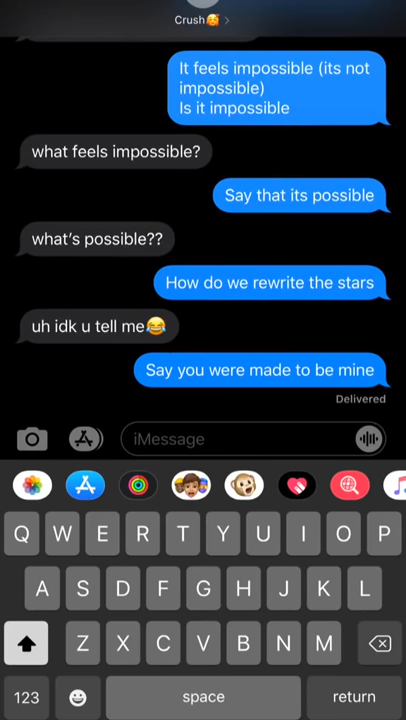 Crush🥰 >
It feels impossible (its not
impossible)
Is it impossible
what feels impossible?
Say that its possible
what's possible??
How do we rewrite the stars
uh idk u tell me😂
Say you were made to be mine
Delivered
iMessage
Q W E R T Y U I O P
A S D F G H J K L
Z X C V B N M
123 space return